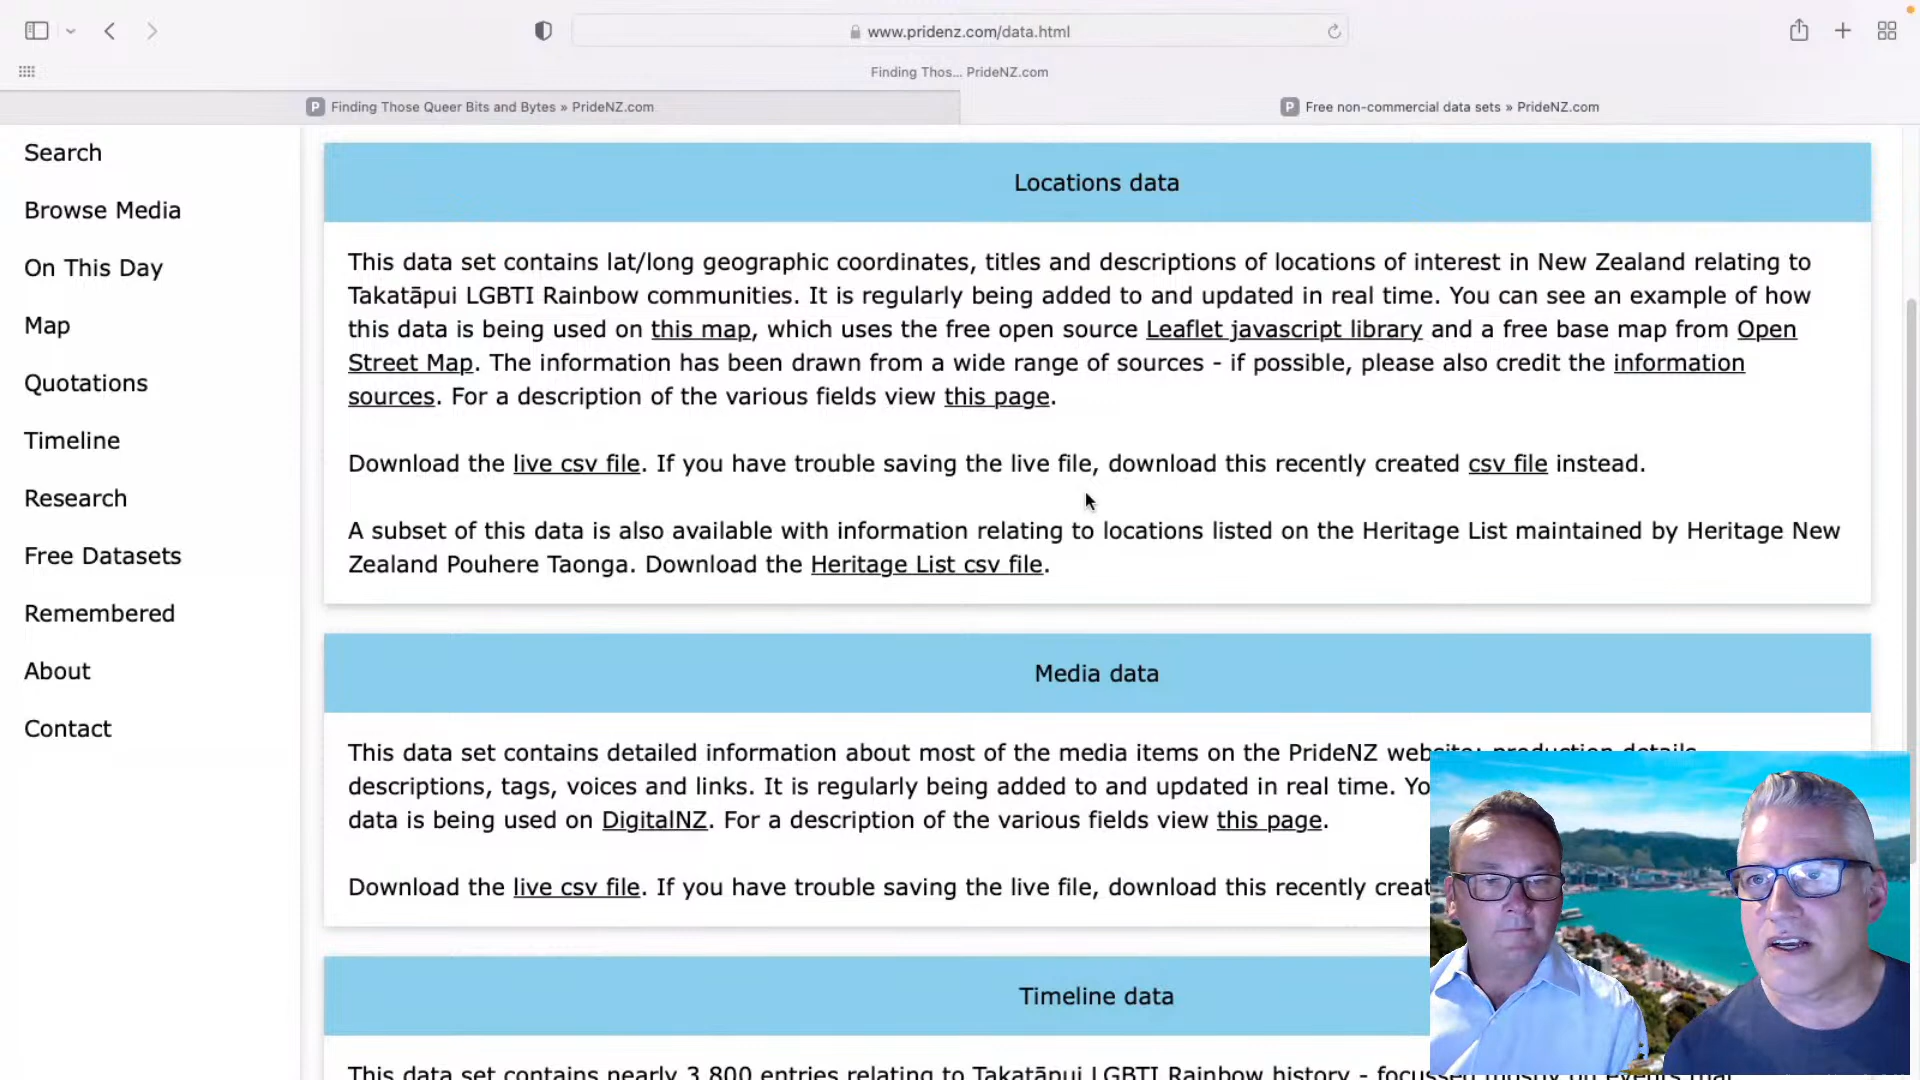 www.pridenz.com/data.html
Finding Thos... PrideNZ.com
P Finding Those Queer Bits and Bytes » PrideNZ.com
P Free non-commercial data sets » PrideNZ.com
Search
Browse Media
On This Day
Map
Quotations
Timeline
Research
Free Datasets
Remembered
About
Contact
Locations data
This data set contains lat/long geographic coordinates, titles and descriptions of locations of interest in New Zealand relating to
Takatāpui LGBTI Rainbow communities. It is regularly being added to and updated in real time. You can see an example of how
this data is being used on this map, which uses the free open source Leaflet javascript library and a free base map from Open
Street Map. The information has been drawn from a wide range of sources - if possible, please also credit the information
sources. For a description of the various fields view this page.
Download the live csv file. If you have trouble saving the live file, download this recently created csv file instead.
A subset of this data is also available with information relating to locations listed on the Heritage List maintained by Heritage New
Zealand Pouhere Taonga. Download the Heritage List csv file.
Media data
This data set contains detailed information about most of the media items on the PrideNZ website: production details,
descriptions, tags, voices and links. It is regularly being added to and updated in real time.
data is being used on DigitalNZ. For a description of the various fields view this page.
Download the live csv file. If you have trouble saving the live file, download this recently
Timeline data
This data set contains nearly 3,800 entries relating to Takatāpui LGBTI Rainbow history - focussed mostly on events that